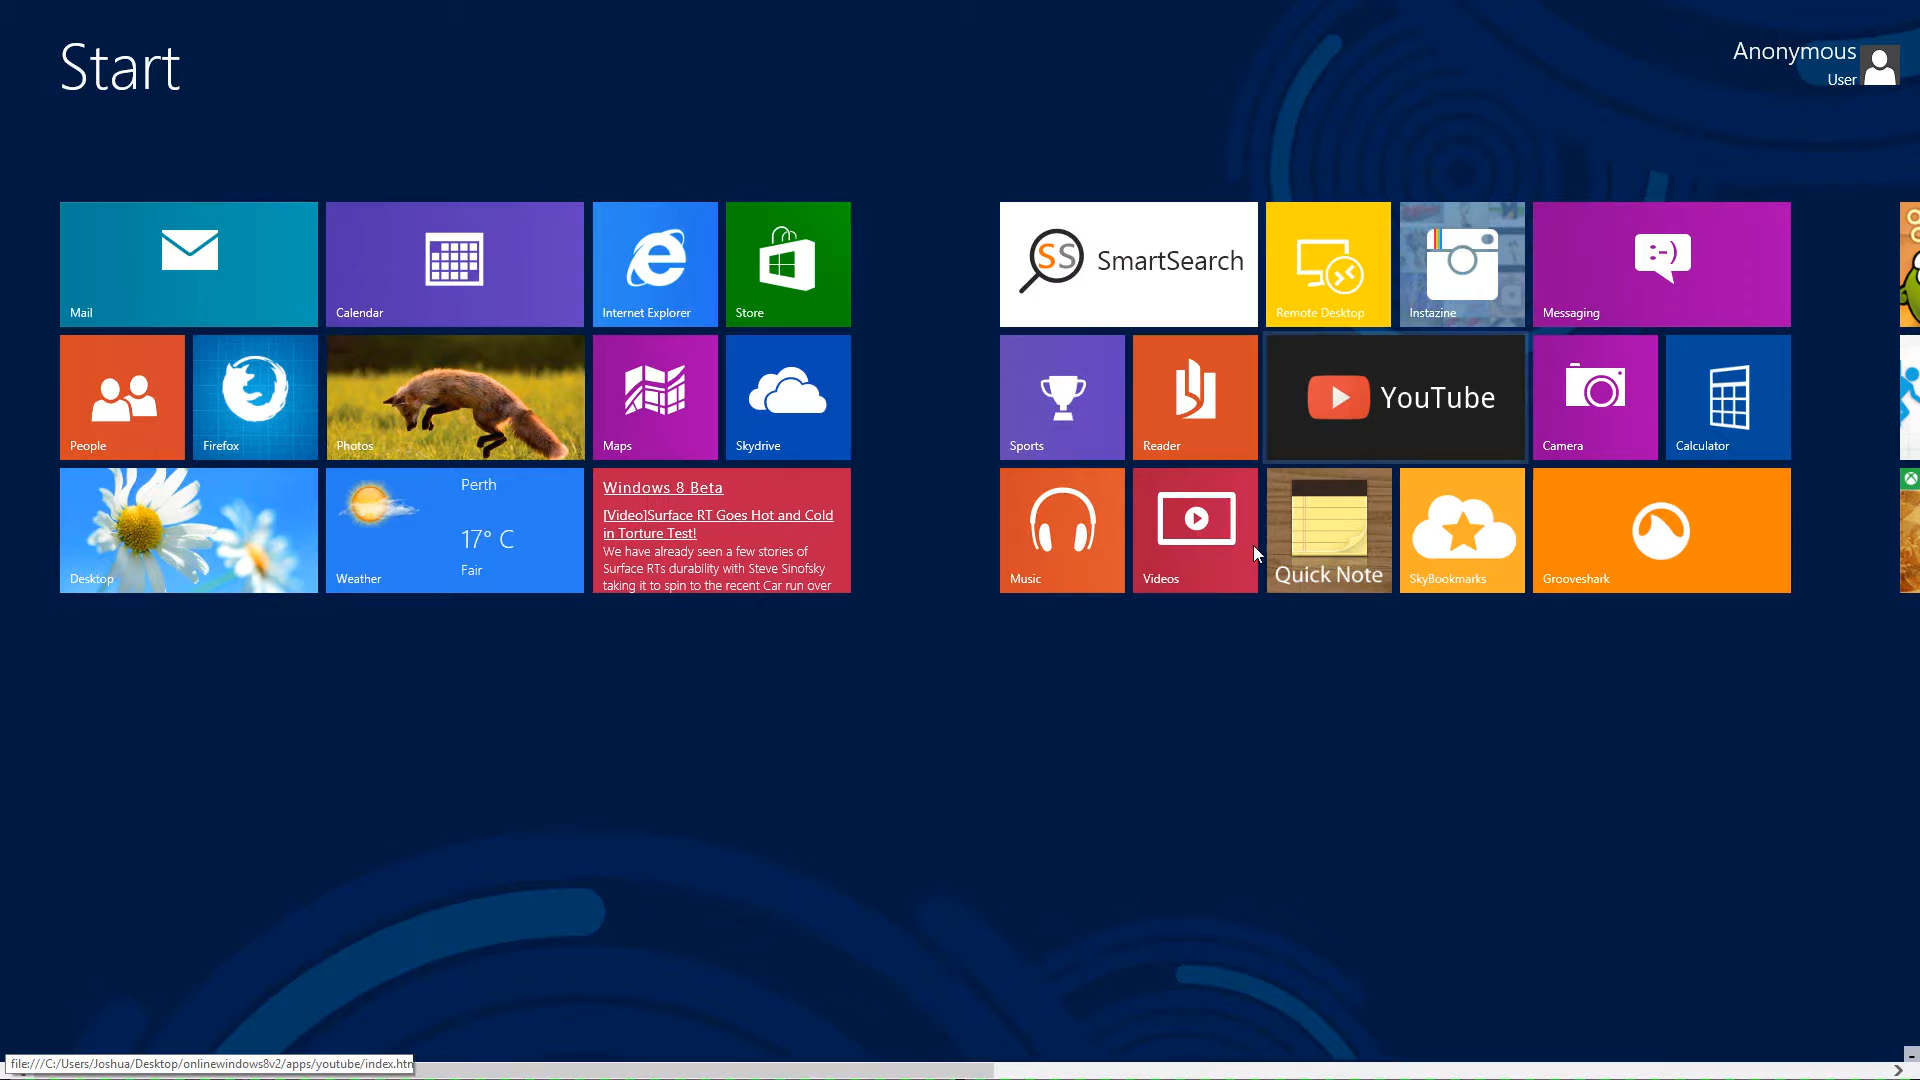 Start
Anonymous
User
Mail
Calendar
Internet Explorer
Store
People
Firefox
Photos
Maps
Skydrive
Desktop
Perth
17° C
Fair
Weather
Windows 8 Beta
[Video]Surface RT Goes Hot and Cold
in Torture Test!
We have already seen a few stories of
Surface RTs durability with Steve Sinofsky
taking it to spin to the recent Car run over
SS SmartSearch
Remote Desktop
Instazine
:-)
Messaging
Sports
Reader
YouTube
Camera
Calculator
Music
Videos
Quick Note
SkyBookmarks
Grooveshark
file:///C:/Users/Joshua/Desktop/onlinewindows8v2/apps/youtube/index.htm